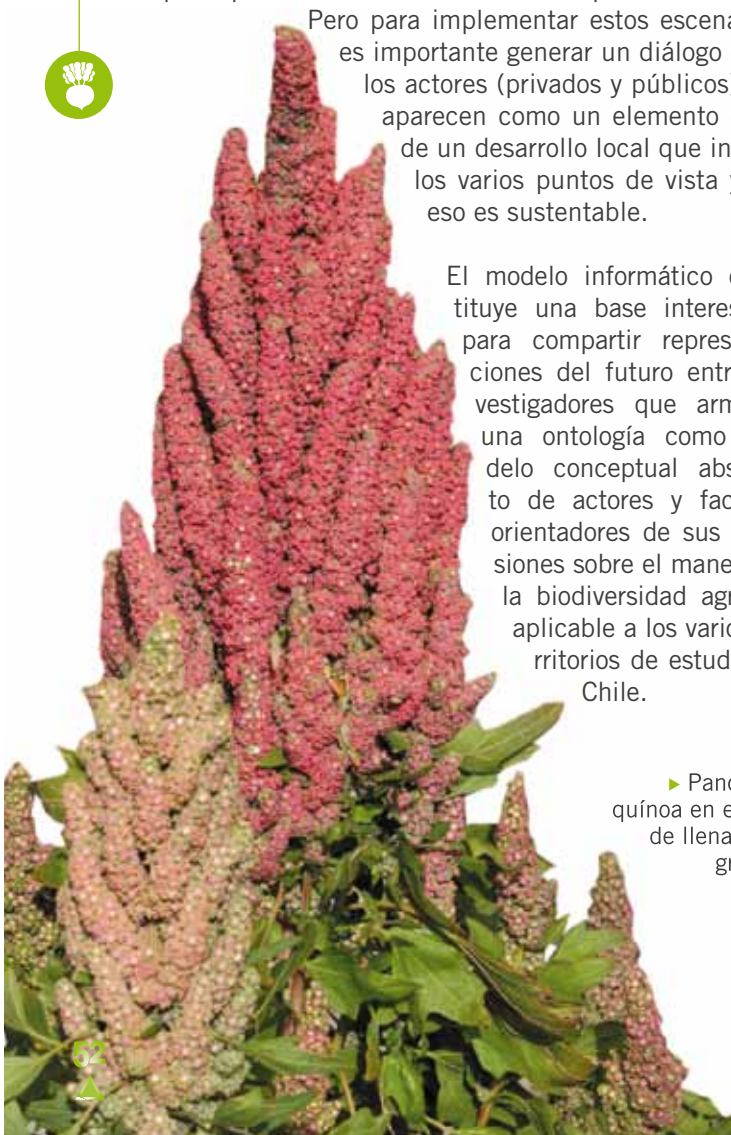 Pero para implementar estos escena
es importante generar un diálogo
los actores (privados y públicos)
aparecen como un elemento
de un desarrollo local que in
los varios puntos de vista y
eso es sustentable.
El modelo informático
tituye una base interes
para compartir repres
ciones del futuro entr
vestigadores que arm
una ontología como
delo conceptual abs
to de actores y fac
orientadores de sus
siones sobre el mane
la biodiversidad agr
aplicable a los vario
rritorios de estud
Chile.
▸ Pano
quínoa en e
de llena
gr
52